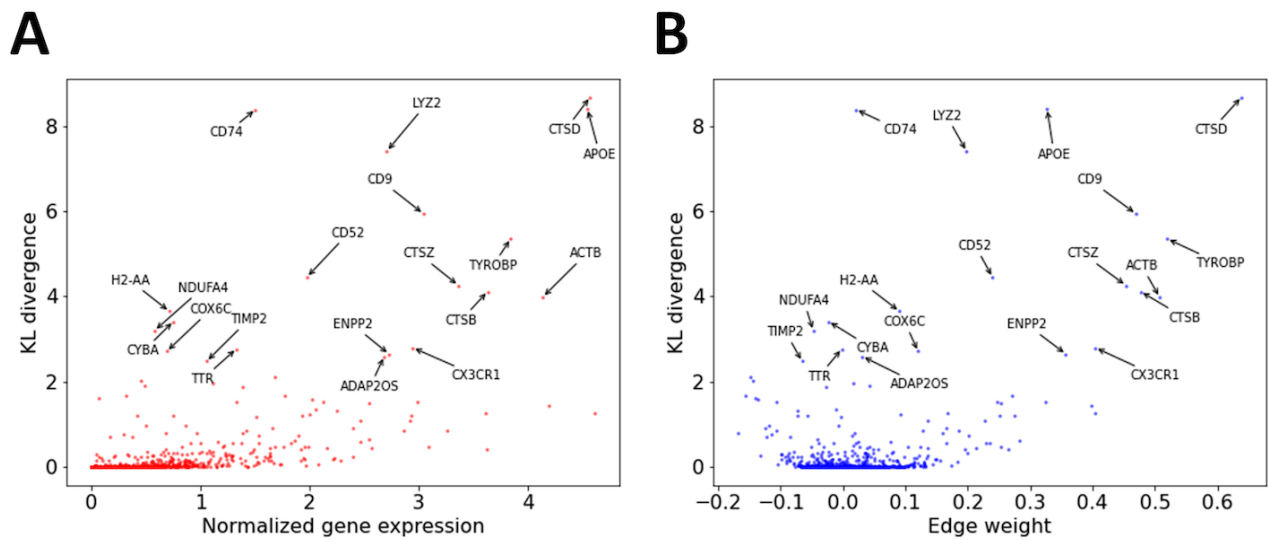 A
B
8
6
4
2
0
KL divergence
0
1
2
3
4
Normalized gene expression
CD74
LYZ2
CTSD
APOE
CD9
CD52
CTSZ
TYROBP
ACTB
H2-AA
NDUFA4
COX6C
TIMP2
CTSB
CYBA
ENPP2
TTR
ADAP2OS
CX3CR1
8
6
4
2
0
KL divergence
−0.2
−0.1
0.0
0.1
0.2
0.3
0.4
0.5
0.6
Edge weight
CD74
LYZ2
APOE
CTSD
CD9
CD52
CTSZ
ACTB
TYROBP
H2-AA
NDUFA4
COX6C
CTSB
TIMP2
ENPP2
CYBA
TTR
ADAP2OS
CX3CR1